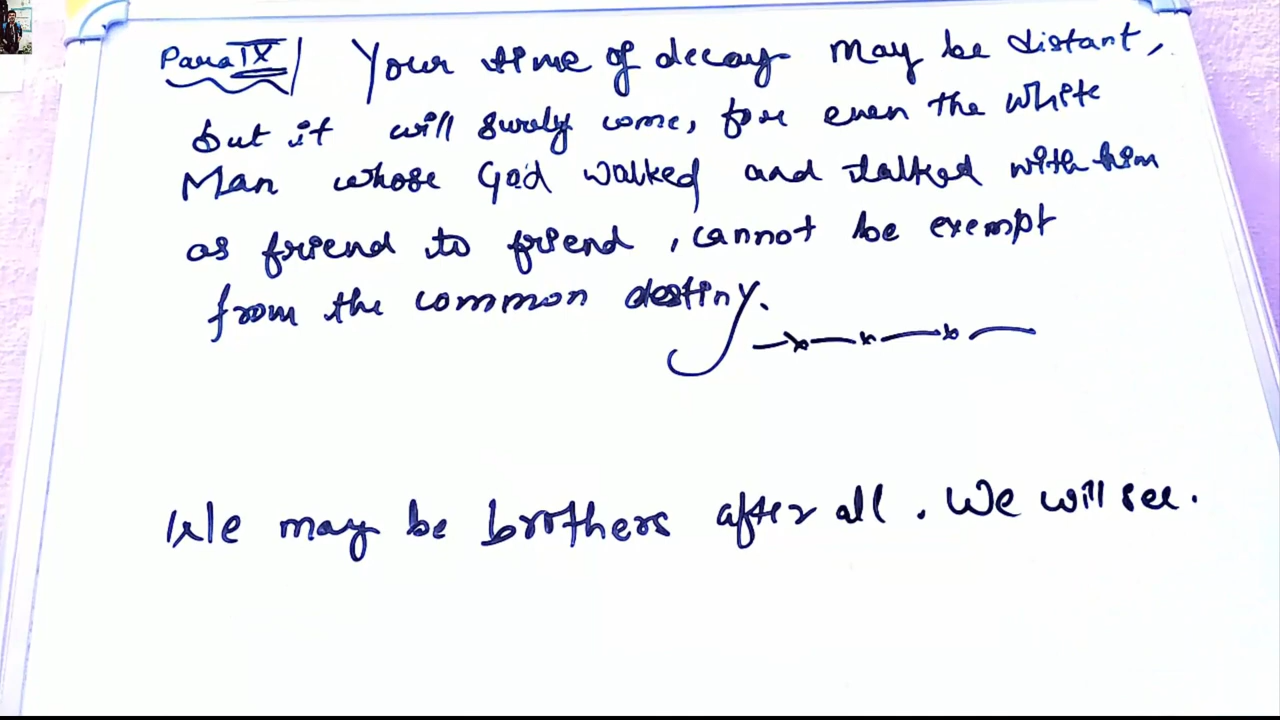 Para IX Your time of decay may be distant,
but it will surely come, for even the white
Man whose God walked and talked with him
as friend to friend, cannot be exempt
from the common destiny.
We may be brothers after all. We will see.